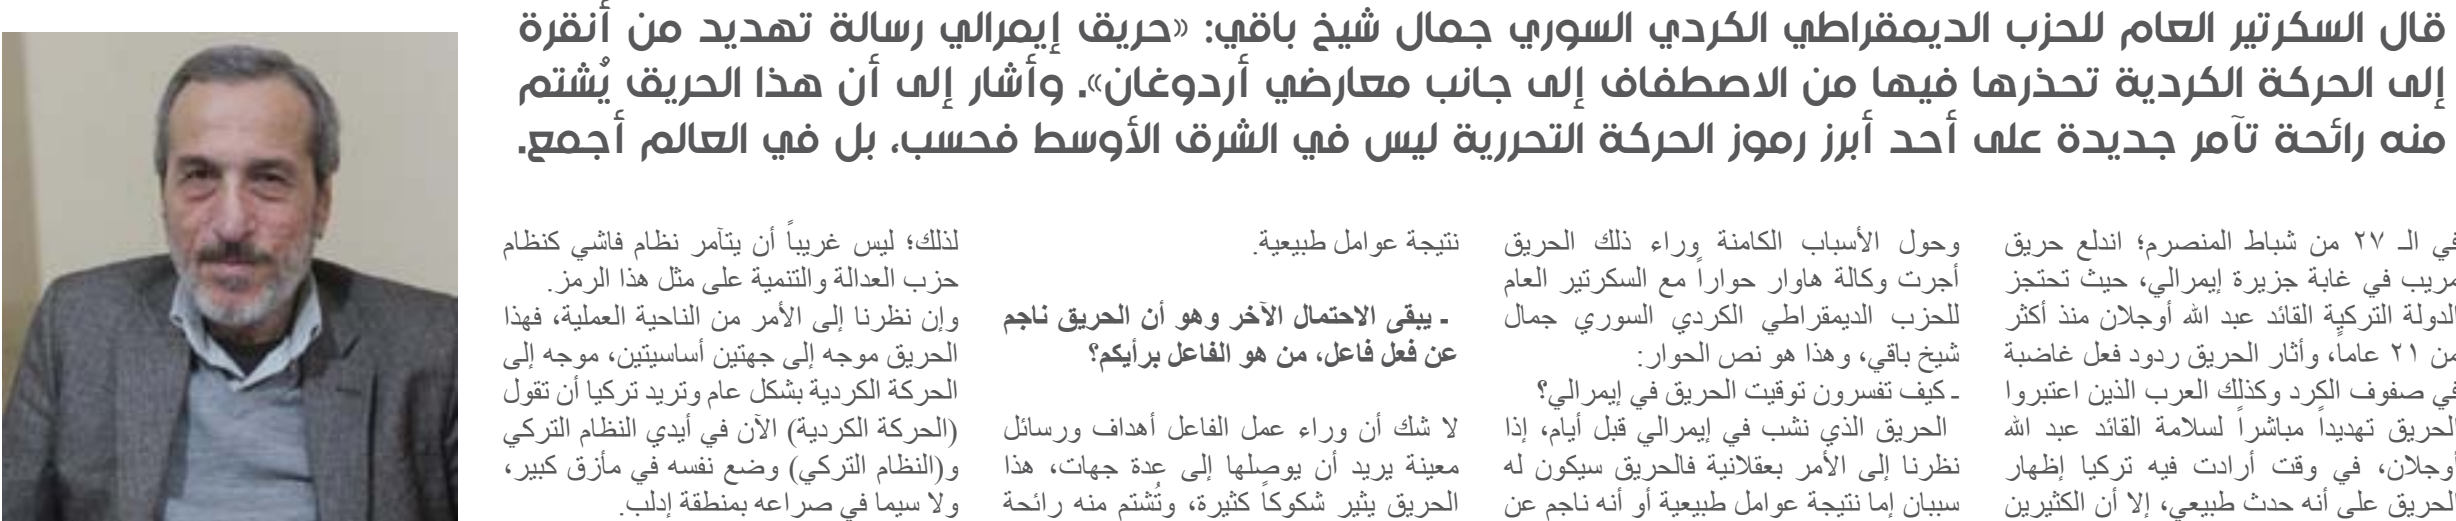 قال السكرتير العام للحزب الديمقراطي الكردي السوري جمال شيخ باقي: «حريق إيمرالي رسالة تهديد من أنقرة
إلى الحركة الكردية تحذرها فيها من الاصطفاف إلى جانب معارضي أردوغان». وأشار إلى أن هذا الحريق يُشتم
منه رائحة تآمر جديدة على أحد أبرز رموز الحركة التحررية ليس في الشرق الأوسط فحسب، بل في العالم أجمع.
في الـ ٢٧ من شباط المنصرم؛ اندلع حريق
مريب في غابة جزيرة إيمرالي، حيث تحتجز
الدولة التركية القائد عبد الله أوجلان منذ أكثر
من ٢١ عاماً، وأثار الحريق ردود فعل غاضبة
في صفوف الكرد وكذلك العرب الذين اعتبروا
الحريق تهديداً مباشراً لسلامة القائد عبد الله
أوجلان، في وقت أرادت فيه تركيا إظهار
الحريق على أنه حدث طبيعي، إلا أن الكثيرين
وحول الأسباب الكامنة وراء ذلك الحريق
أجرت وكالة هاوار حواراً مع السكرتير العام
للحزب الديمقراطي الكردي السوري جمال
شيخ باقي، وهذا هو نص الحوار:
ـ كيف تفسرون توقيت الحريق في إيمرالي؟
الحريق الذي نشب في إيمرالي قبل أيام، إذا
نظرنا إلى الأمر بعقلانية فالحريق سيكون له
سببان إما نتيجة عوامل طبيعية أو أنه ناجم عن
نتيجة عوامل طبيعية.
ـ يبقى الاحتمال الآخر وهو أن الحريق ناجم
عن فعل فاعل، من هو الفاعل برأيكم؟
لا شك أن وراء عمل الفاعل أهداف ورسائل
معينة يريد أن يوصلها إلى عدة جهات، هذا
الحريق يثير شكوكاً كثيرة، وتُشتم منه رائحة
لذلك؛ ليس غريباً أن يتآمر نظام فاشي كنظام
حزب العدالة والتنمية على مثل هذا الرمز.
وإن نظرنا إلى الأمر من الناحية العملية، فهذا
الحريق موجه إلى جهتين أساسيتين، موجه إلى
الحركة الكردية بشكل عام وتريد تركيا أن تقول
(الحركة الكردية) الآن في أيدي النظام التركي
و(النظام التركي) وضع نفسه في مأزق كبير،
ولا سيما في صراعه بمنطقة إدلب.